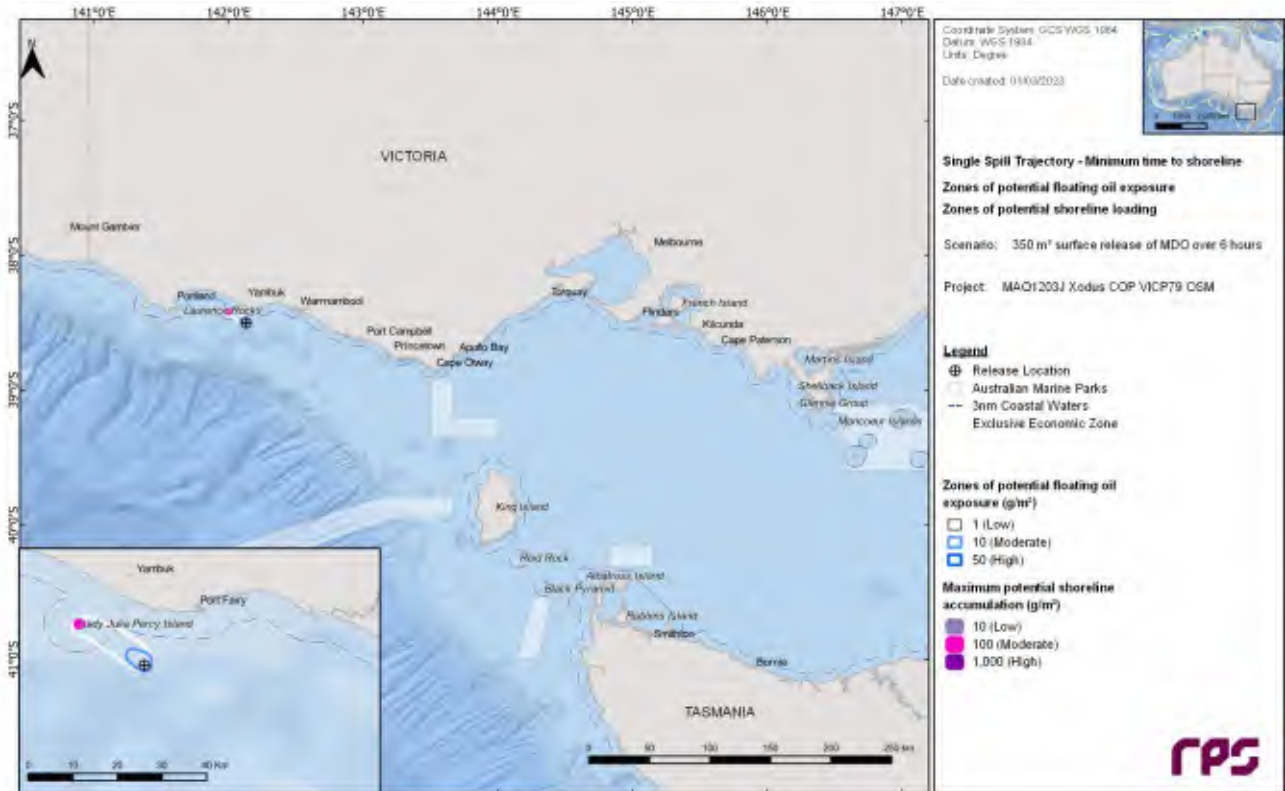 141°0'E 142°0'E 143°0'E 144°0'E 145°0'E 146°0'E 147°0'E
N
37°0'S
38°0'S
39°0'S
40°0'S
41°0'S
VICTORIA
Mount Gambier
Melbourne
Portland
Yambuk
Warrnambool
Torquay
French Island
Flinders
Kilcunda
Port Campbell
Princetown
Apollo Bay
Cape Otway
Cape Paterson
Martins Island
Shellback Island
Glennie Group
Moncoeur Islands
King Island
Reid Rock
Albatross Island
Black Pyramid
Robbins Island
Smithton
Burnie
TASMANIA
0 50 100 150 200 250 km
Yambuk
Port Fairy
Lady Julia Percy Island
0 10 20 30 40 Km
Coordinate System: GCS WGS 1984
Datum: WGS 1984
Units: Degree
Date created: 01/03/2023
Single Spill Trajectory - Minimum time to shoreline
Zones of potential floating oil exposure
Zones of potential shoreline loading
Scenario: 350 m³ surface release of MDO over 6 hours
Project: MAQ1203J Xodus COP VICP79 OSM
Legend
Release Location
Australian Marine Parks
3nm Coastal Waters
Exclusive Economic Zone
Zones of potential floating oil
exposure (g/m²)
1 (Low)
10 (Moderate)
50 (High)
Maximum potential shoreline
accumulation (g/m²)
10 (Low)
100 (Moderate)
1,000 (High)
rps